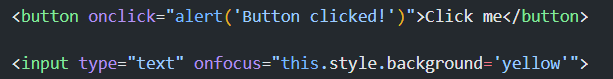 <button onclick="alert('Button clicked!')">Click me</button>
<input type="text" onfocus="this.style.background='yellow'">